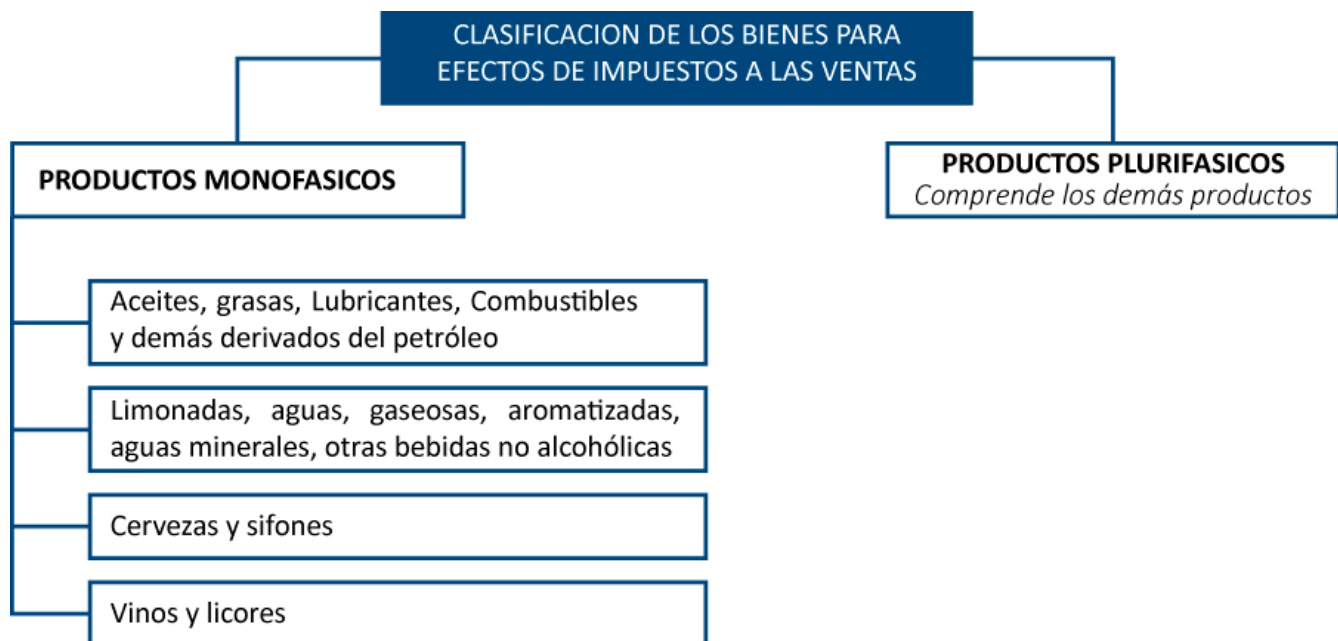 CLASIFICACION DE LOS BIENES PARA
EFECTOS DE IMPUESTOS A LAS VENTAS
PRODUCTOS MONOFASICOS
PRODUCTOS PLURIFASICOS
Comprende los demás productos
Aceites, grasas, Lubricantes, Combustibles
y demás derivados del petróleo
Limonadas, aguas, gaseosas, aromatizadas,
aguas minerales, otras bebidas no alcohólicas
Cervezas y sifones
Vinos y licores